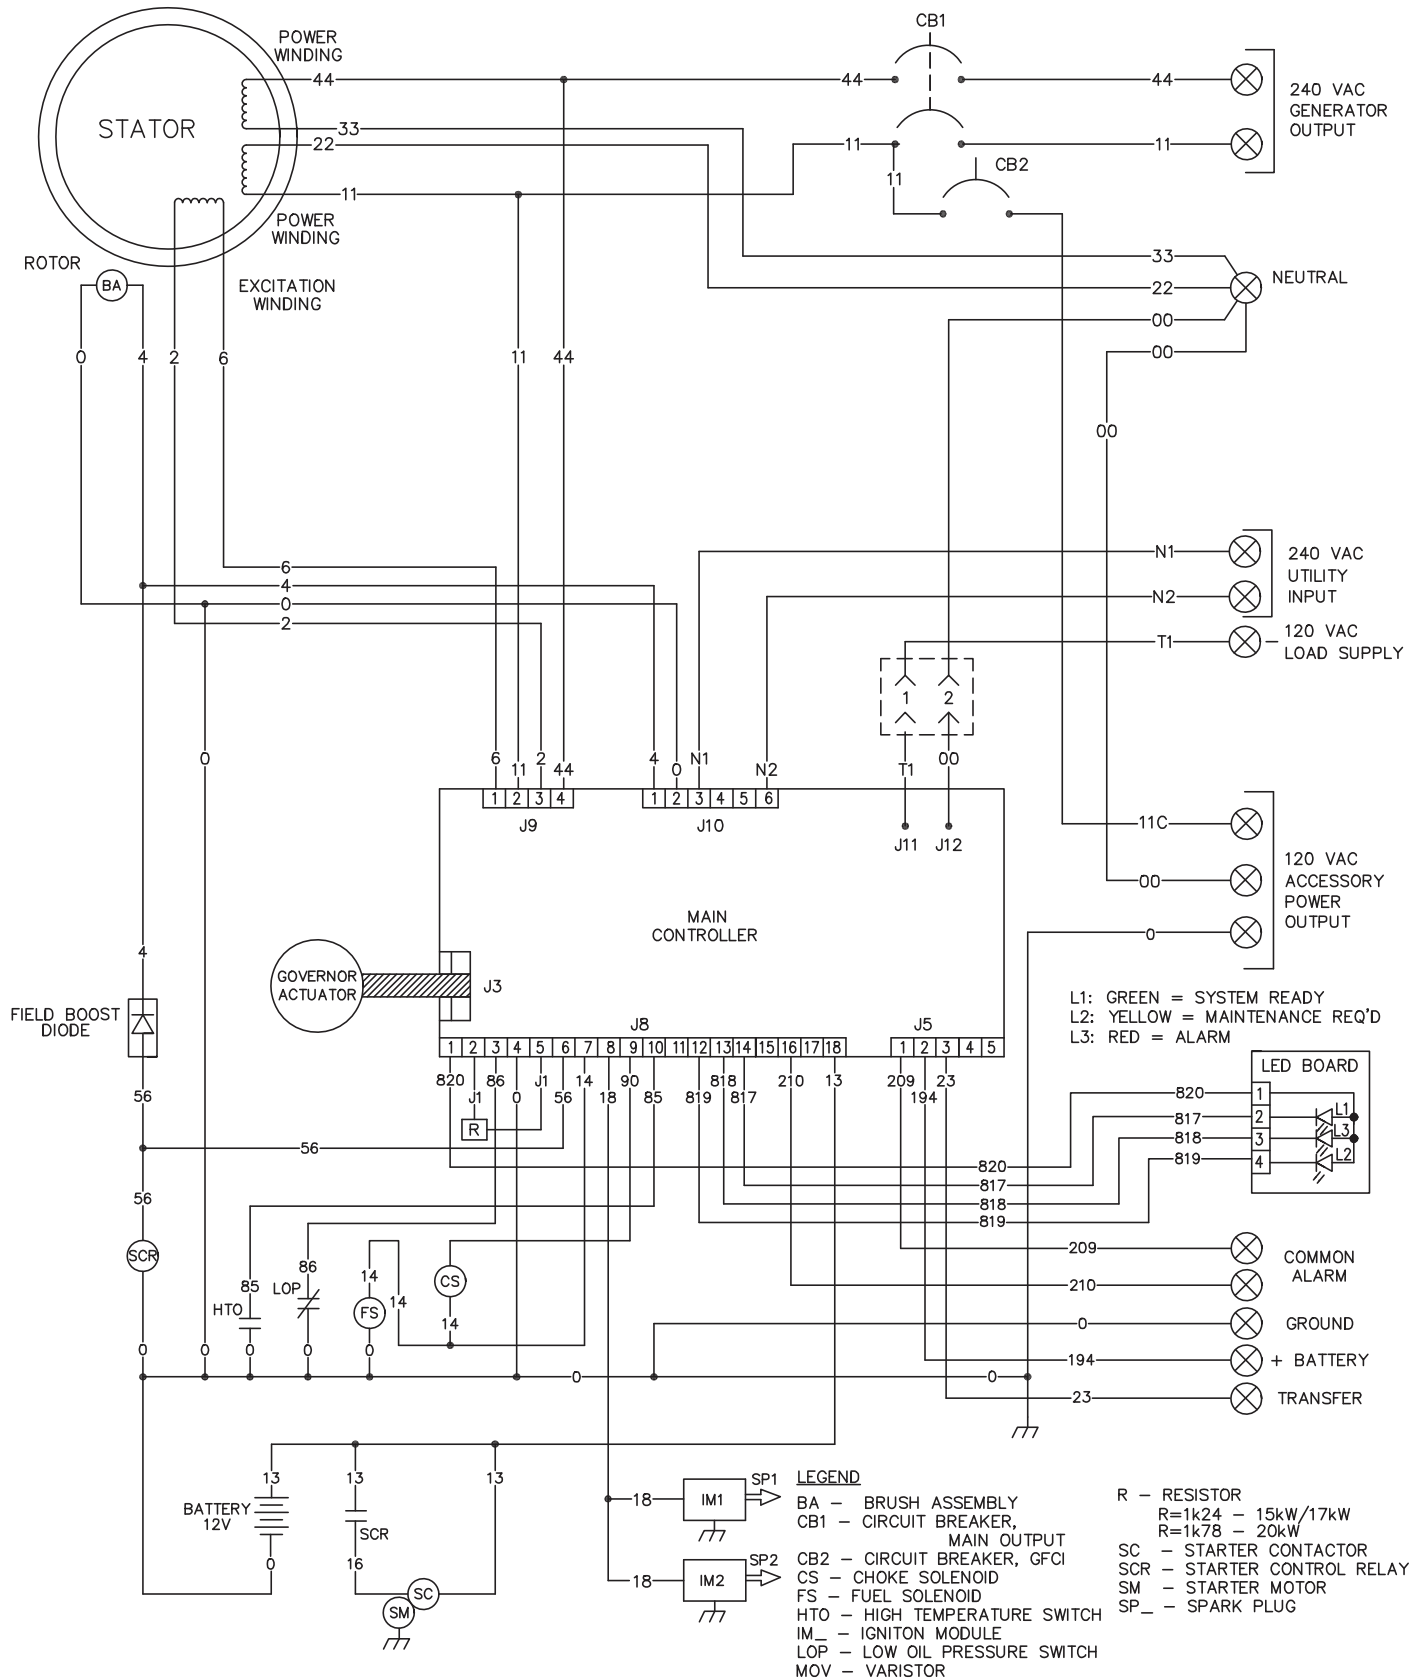 CB1
POWER
WINDING
44
44
44
240 VAC
GENERATOR
OUTPUT
STATOR
33
22
11
11
CB2
11
11
POWER
WINDING
ROTOR
BA
EXCITATION
WINDING
33
22
NEUTRAL
00
00
0
4
2
6
11
44
00
6
4
0
2
N1
N2
240 VAC
UTILITY
INPUT
T1
120 VAC
LOAD SUPPLY
1
2
0
6
11
2
44
4
0
N1
N2
T1
00
1
2
3
4
1
2
3
4
5
6
J9
J10
J11
J12
11C
00
0
120 VAC
ACCESSORY
POWER
OUTPUT
MAIN
CONTROLLER
4
GOVERNOR
ACTUATOR
J3
FIELD BOOST
DIODE
L1: GREEN = SYSTEM READY
L2: YELLOW = MAINTENANCE REQ'D
L3: RED = ALARM
J8
J5
1
2
3
4
5
6
7
8
9
10
11
12
13
14
15
16
17
18
1
2
3
4
5
820
J1
86
0
J1
56
14
18
90
85
819
818
817
210
13
209
194
23
R
56
56
56
LED BOARD
820
1
817
2
L1
818
3
L3
819
4
L2
820
817
818
819
SCR
85
HTO
86
LOP
14
FS
14
CS
14
0
0
0
0
0
0
0
209
210
COMMON
ALARM
0
GROUND
194
+ BATTERY
23
TRANSFER
13
13
13
BATTERY
12V
SCR
0
16
SC
SM
18
IM1
SP1
18
IM2
SP2
LEGEND
BA - BRUSH ASSEMBLY
CB1 - CIRCUIT BREAKER,
MAIN OUTPUT
CB2 - CIRCUIT BREAKER, GFCI
CS - CHOKE SOLENOID
FS - FUEL SOLENOID
HTO - HIGH TEMPERATURE SWITCH
IM_ - IGNITON MODULE
LOP - LOW OIL PRESSURE SWITCH
MOV - VARISTOR
R - RESISTOR
R=1k24 - 15kW/17kW
R=1k78 - 20kW
SC - STARTER CONTACTOR
SCR - STARTER CONTROL RELAY
SM - STARTER MOTOR
SP_ - SPARK PLUG